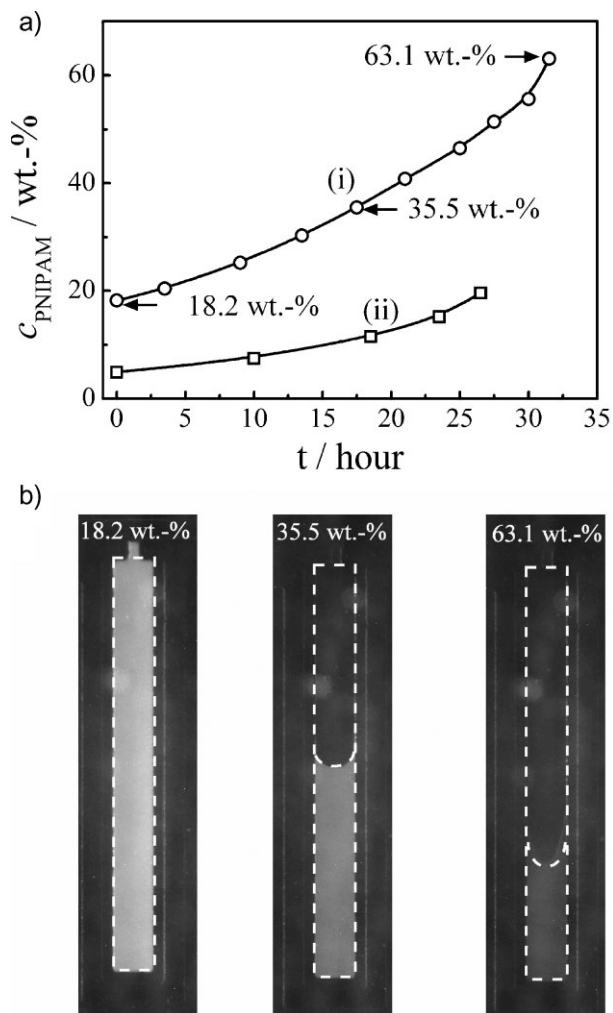 a)
60
40
20
0
c PNIPAM / wt.-%
63.1 wt.-%
(i)
35.5 wt.-%
18.2 wt.-%
(ii)
0 5 10 15 20 25 30 35
t / hour
b)
18.2 wt.-% 35.5 wt.-% 63.1 wt.-%